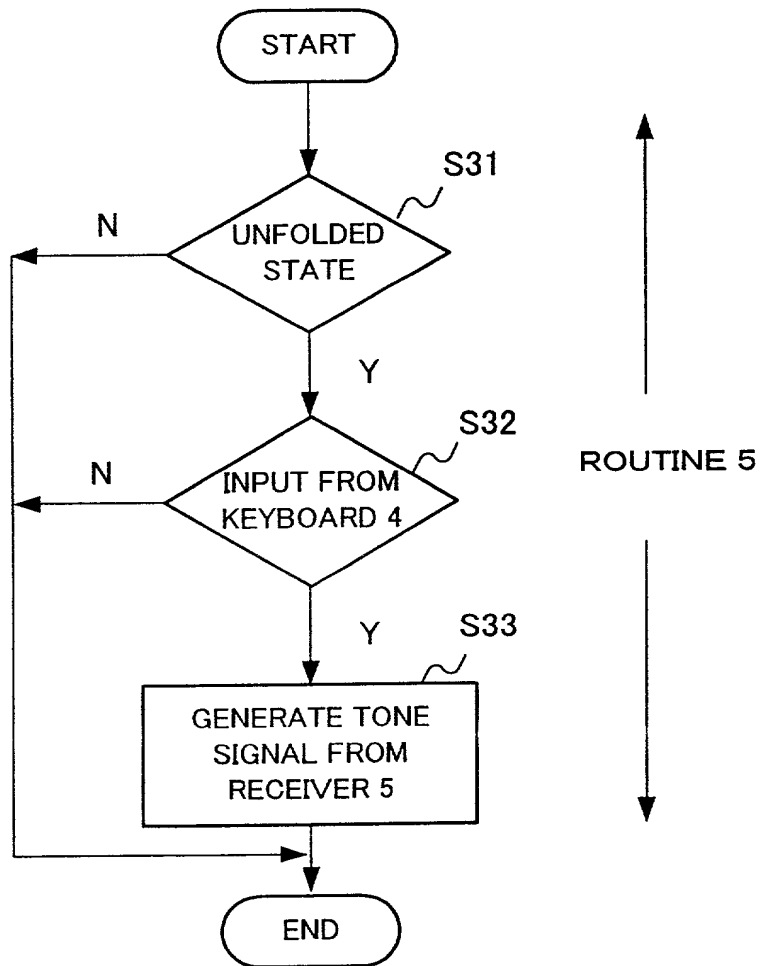 START
S31
N
UNFOLDED
STATE
Y
S32
N
INPUT FROM
KEYBOARD 4
ROUTINE 5
Y
S33
GENERATE TONE
SIGNAL FROM
RECEIVER 5
END